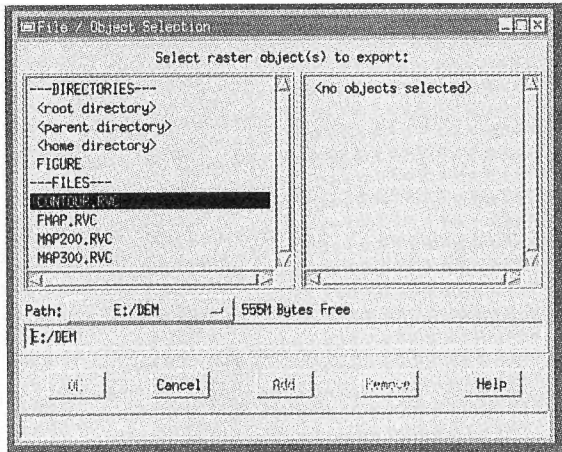 File / Object Selection
Select raster object(s) to export:
---DIRECTORIES---
<root directory>
<parent directory>
<home directory>
FIGURE
---FILES---
CONTOUR.RVC
FMAP.RVC
MAP200.RVC
MAP300.RVC
<no objects selected>
Path: E:/DEM 555M Bytes Free
E:/DEM
OK Cancel Add Remove Help